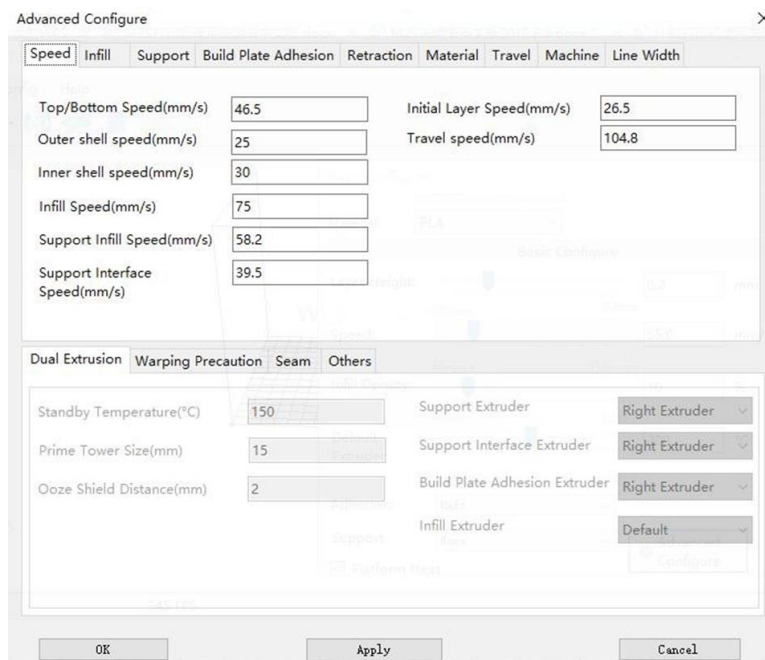 Advanced Configure
Speed Infill Support Build Plate Adhesion Retraction Material Travel Machine Line Width
Top/Bottom Speed(mm/s) 46.5 Initial Layer Speed(mm/s) 26.5
Outer shell speed(mm/s) 25 Travel speed(mm/s) 104.8
Inner shell speed(mm/s) 30
Infill Speed(mm/s) 75
Support Infill Speed(mm/s) 58.2
Support Interface 39.5
Speed(mm/s)
Dual Extrusion Warping Precaution Seam Others
Standby Temperature(°C) 150 Support Extruder Right Extruder
Prime Tower Size(mm) 15 Support Interface Extruder Right Extruder
Ooze Shield Distance(mm) 2 Build Plate Adhesion Extruder Right Extruder
Infill Extruder Default
OK Apply Cancel